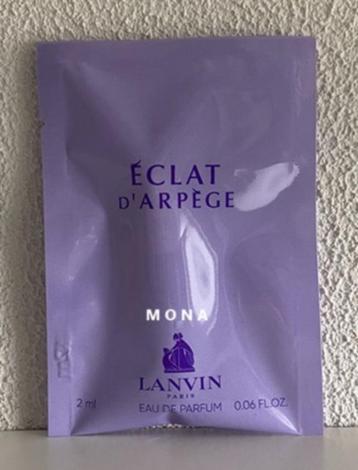 ÉCLAT
D'ARPÈGE
MONA
LANVIN
PARIS
2 ml EAU DE PARFUM 0.06 FL.OZ.